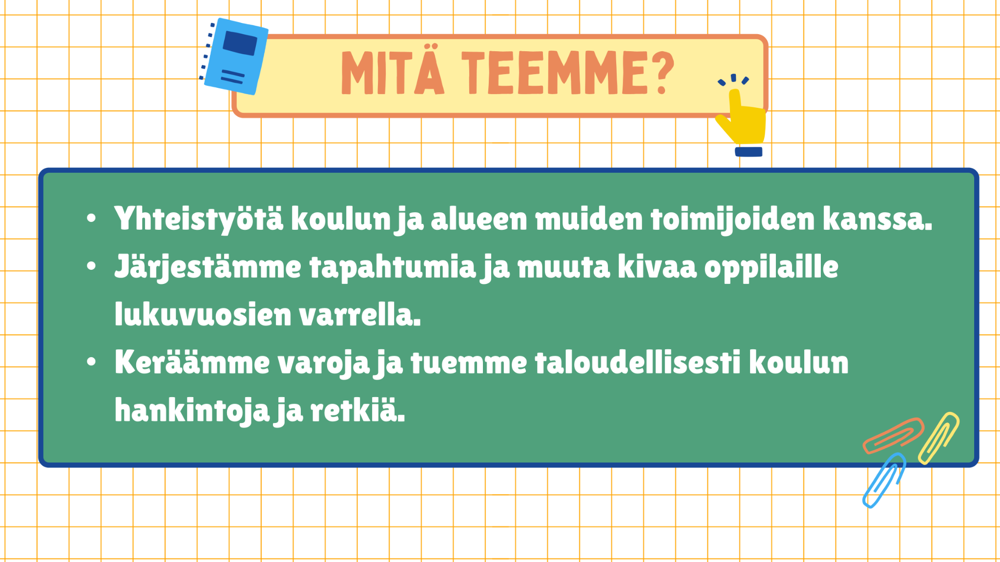 MITÄ TEEMME?
• Yhteistyötä koulun ja alueen muiden toimijoiden kanssa.
• Järjestämme tapahtumia ja muuta kivaa oppilaille
lukuvuosien varrella.
• Keräämme varoja ja tuemme taloudellisesti koulun
hankintoja ja retkiä.